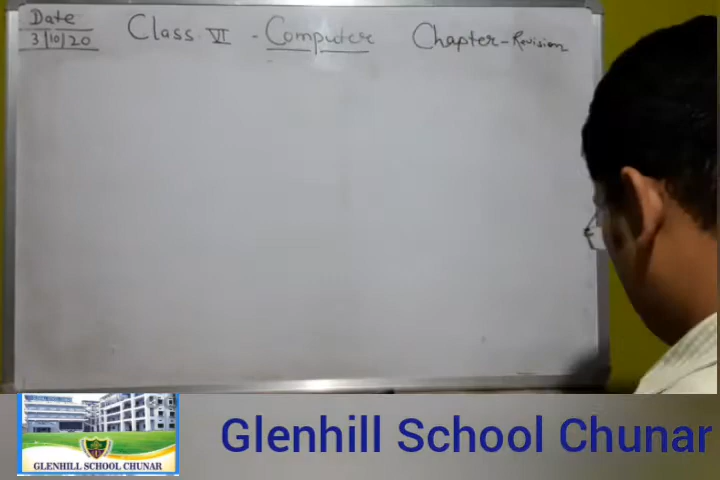 Date
3/10/20
Class VI - Computer Chapter - Revision
GLENHILL SCHOOL CHUNAR
Glenhill School Chunar